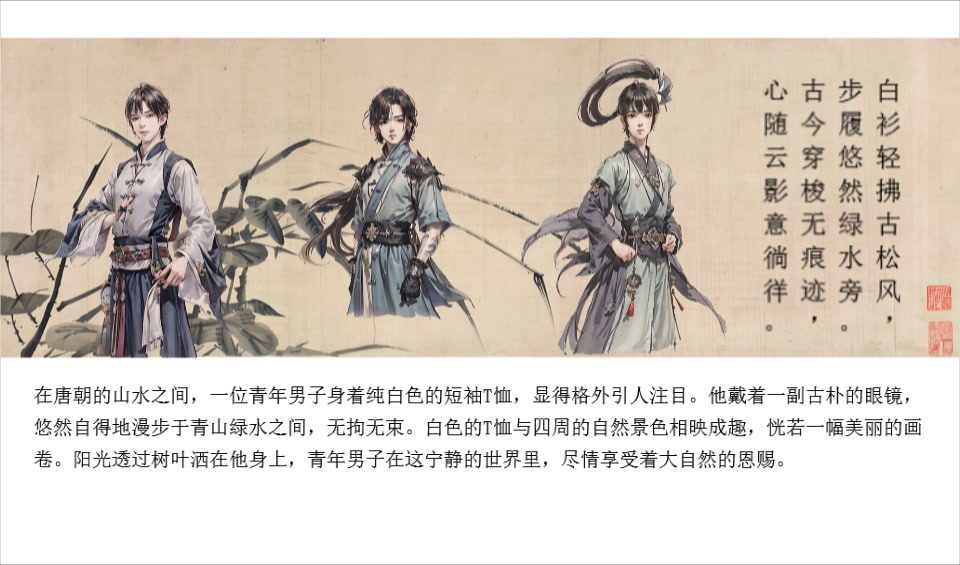 白衫轻拂古松风，
步履悠然绿水旁。
古今穿梭无痕迹，
心随云影意徜徉。
在唐朝的山水之间，一位青年男子身着纯白色的短袖T恤，显得格外引人注目。他戴着一副古朴的眼镜，
悠然自得地漫步于青山绿水之间，无拘无束。白色的T恤与四周的自然景色相映成趣，恍若一幅美丽的画
卷。阳光透过树叶洒在他身上，青年男子在这宁静的世界里，尽情享受着大自然的恩赐。